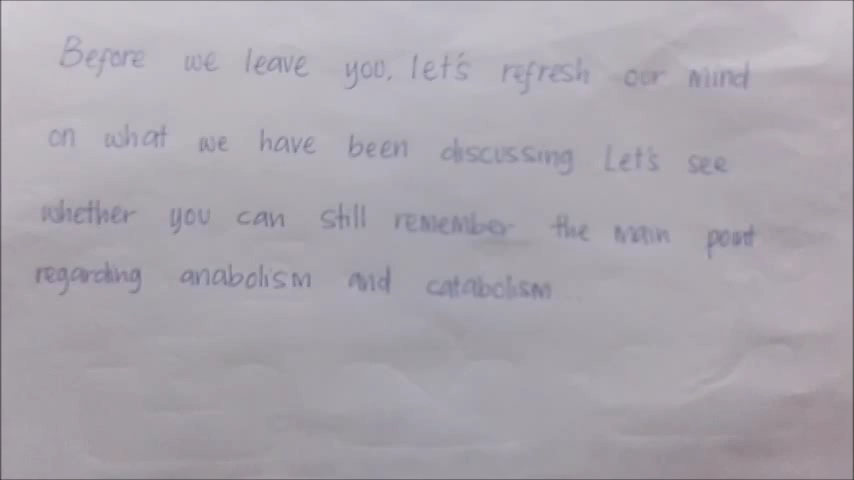 Before we leave you, let's refresh our mind
on what we have been discussing Let's see
whether you can still remember the main point
regarding anabolism and catabolism...